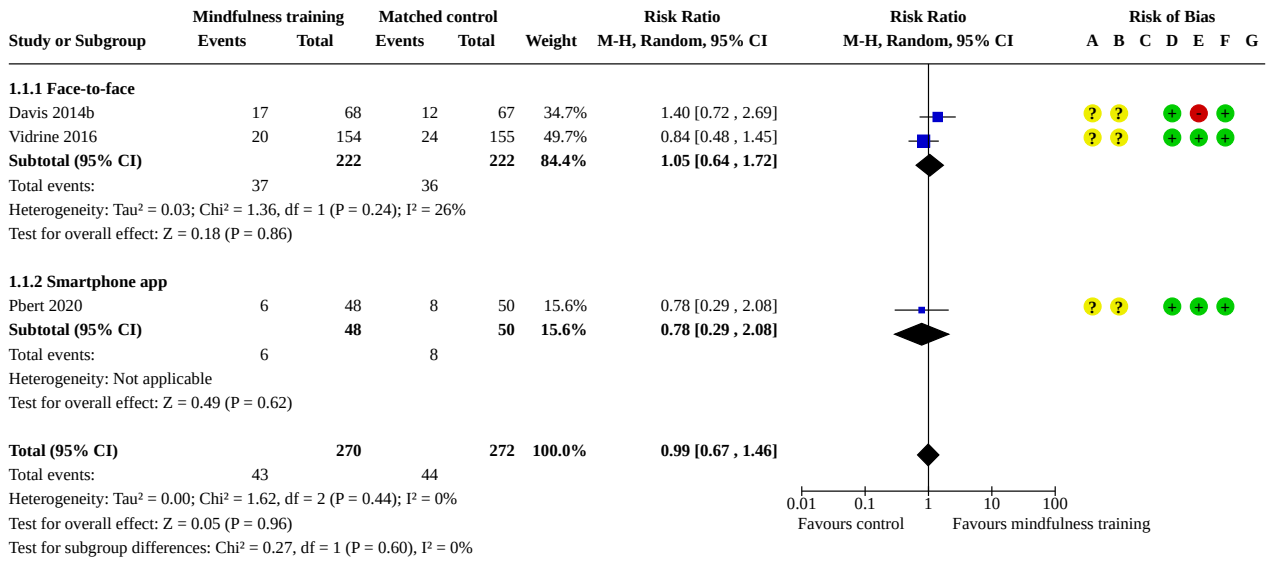 Mindfulness training Matched control Risk Ratio Risk Ratio Risk of Bias
Study or Subgroup Events Total Events Total Weight M-H, Random, 95% CI M-H, Random, 95% CI A B C D E F G
1.1.1 Face-to-face
Davis 2014b 17 68 12 67 34.7% 1.40 [0.72 , 2.69] ? ? + - +
Vidrine 2016 20 154 24 155 49.7% 0.84 [0.48 , 1.45] ? ? + + +
Subtotal (95% CI) 222 222 84.4% 1.05 [0.64 , 1.72]
Total events: 37 36
Heterogeneity: Tau² = 0.03; Chi² = 1.36, df = 1 (P = 0.24); I² = 26%
Test for overall effect: Z = 0.18 (P = 0.86)
1.1.2 Smartphone app
Pbert 2020 6 48 8 50 15.6% 0.78 [0.29 , 2.08] ? ? + + +
Subtotal (95% CI) 48 50 15.6% 0.78 [0.29 , 2.08]
Total events: 6 8
Heterogeneity: Not applicable
Test for overall effect: Z = 0.49 (P = 0.62)
Total (95% CI) 270 272 100.0% 0.99 [0.67 , 1.46]
Total events: 43 44
Heterogeneity: Tau² = 0.00; Chi² = 1.62, df = 2 (P = 0.44); I² = 0%
0.01 0.1 1 10 100
Test for overall effect: Z = 0.05 (P = 0.96) Favours control Favours mindfulness training
Test for subgroup differences: Chi² = 0.27, df = 1 (P = 0.60), I² = 0%